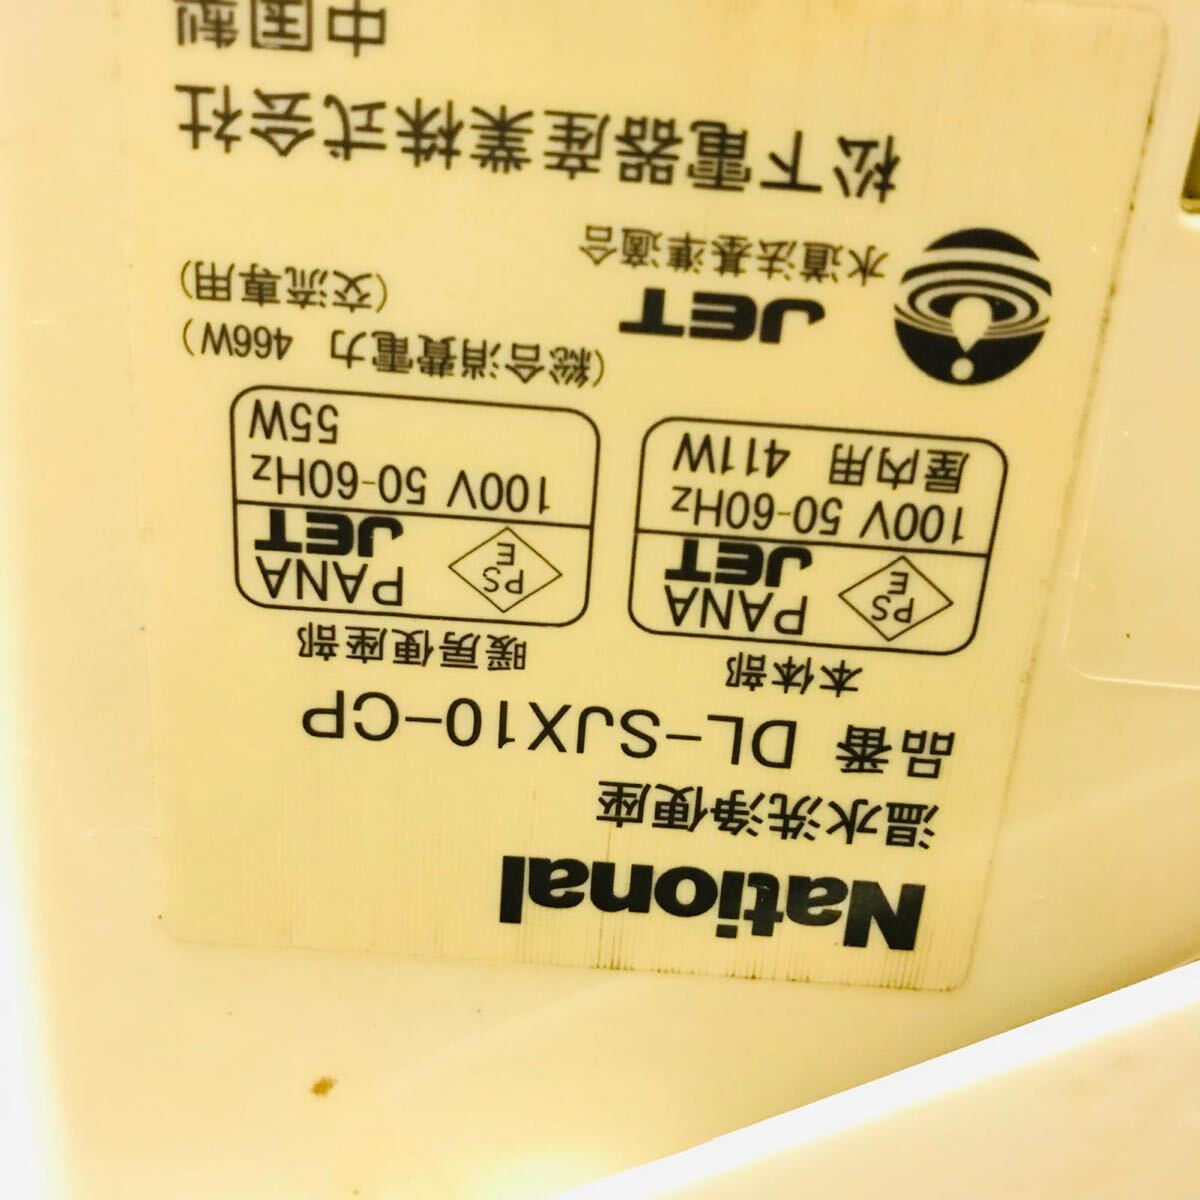 National
温水洗浄便座
品番 DL-SJX10-CP
本体部
PS E PANA JET
100V 50-60Hz
屋内用 411W
暖房便座部
PS E PANA JET
100V 50-60Hz
55W
(総合消費電力 466W)
(交流専用)
JET
水道法基準適合
松下電器産業株式会社
中国製